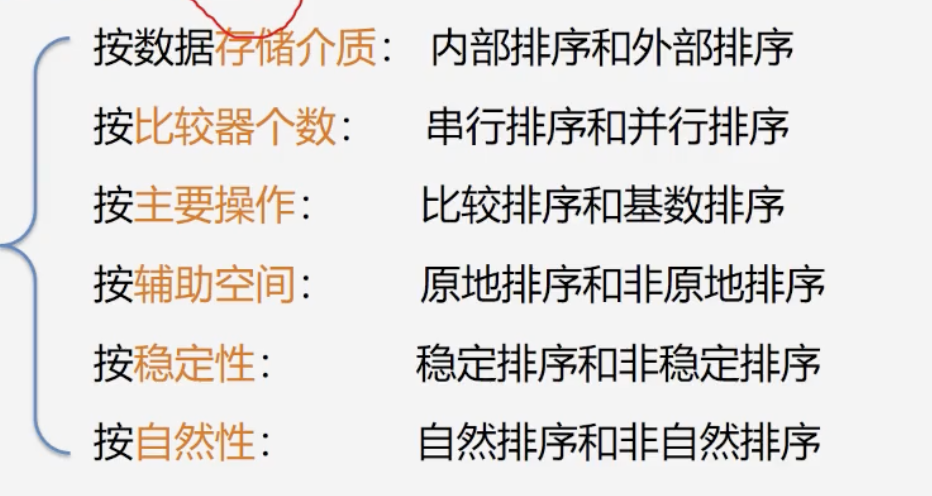 按数据存储介质： 内部排序和外部排序
按比较器个数： 串行排序和并行排序
按主要操作： 比较排序和基数排序
按辅助空间： 原地排序和非原地排序
按稳定性： 稳定排序和非稳定排序
按自然性： 自然排序和非自然排序